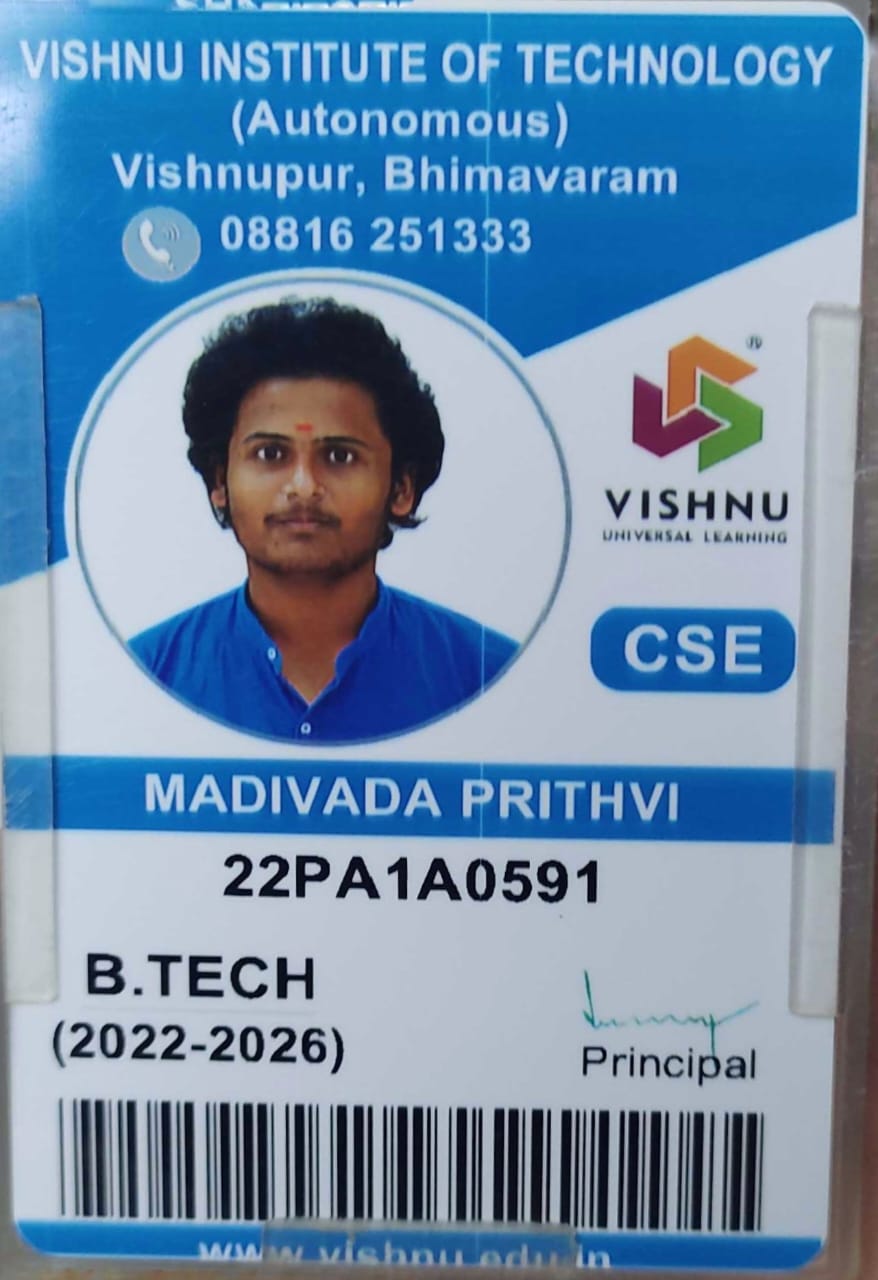 VISHNU INSTITUTE OF TECHNOLOGY
(Autonomous)
Vishnupur, Bhimavaram
08816 251333
®
VISHNU
UNIVERSAL LEARNING
CSE
MADIVADA PRITHVI
22PA1A0591
B.TECH
(2022-2026)
Principal
www.vishnu.edu.in